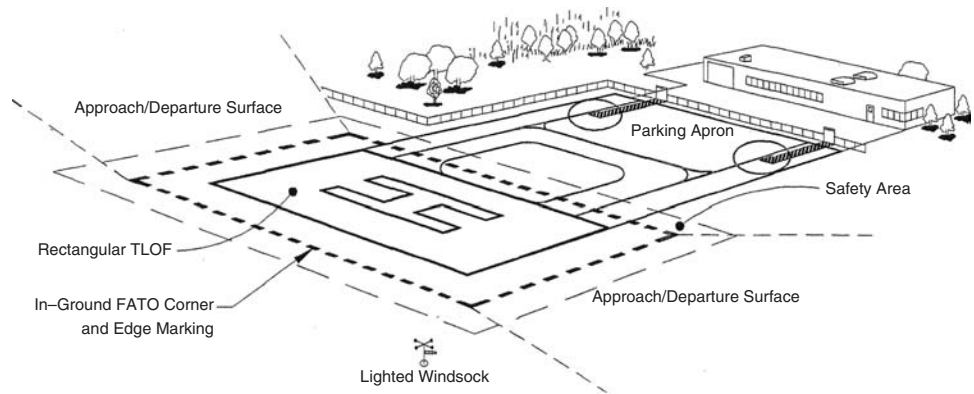 Approach/Departure Surface
Parking Apron
Safety Area
H
Rectangular TLOF
In–Ground FATO Corner
and Edge Marking
Approach/Departure Surface
Lighted Windsock